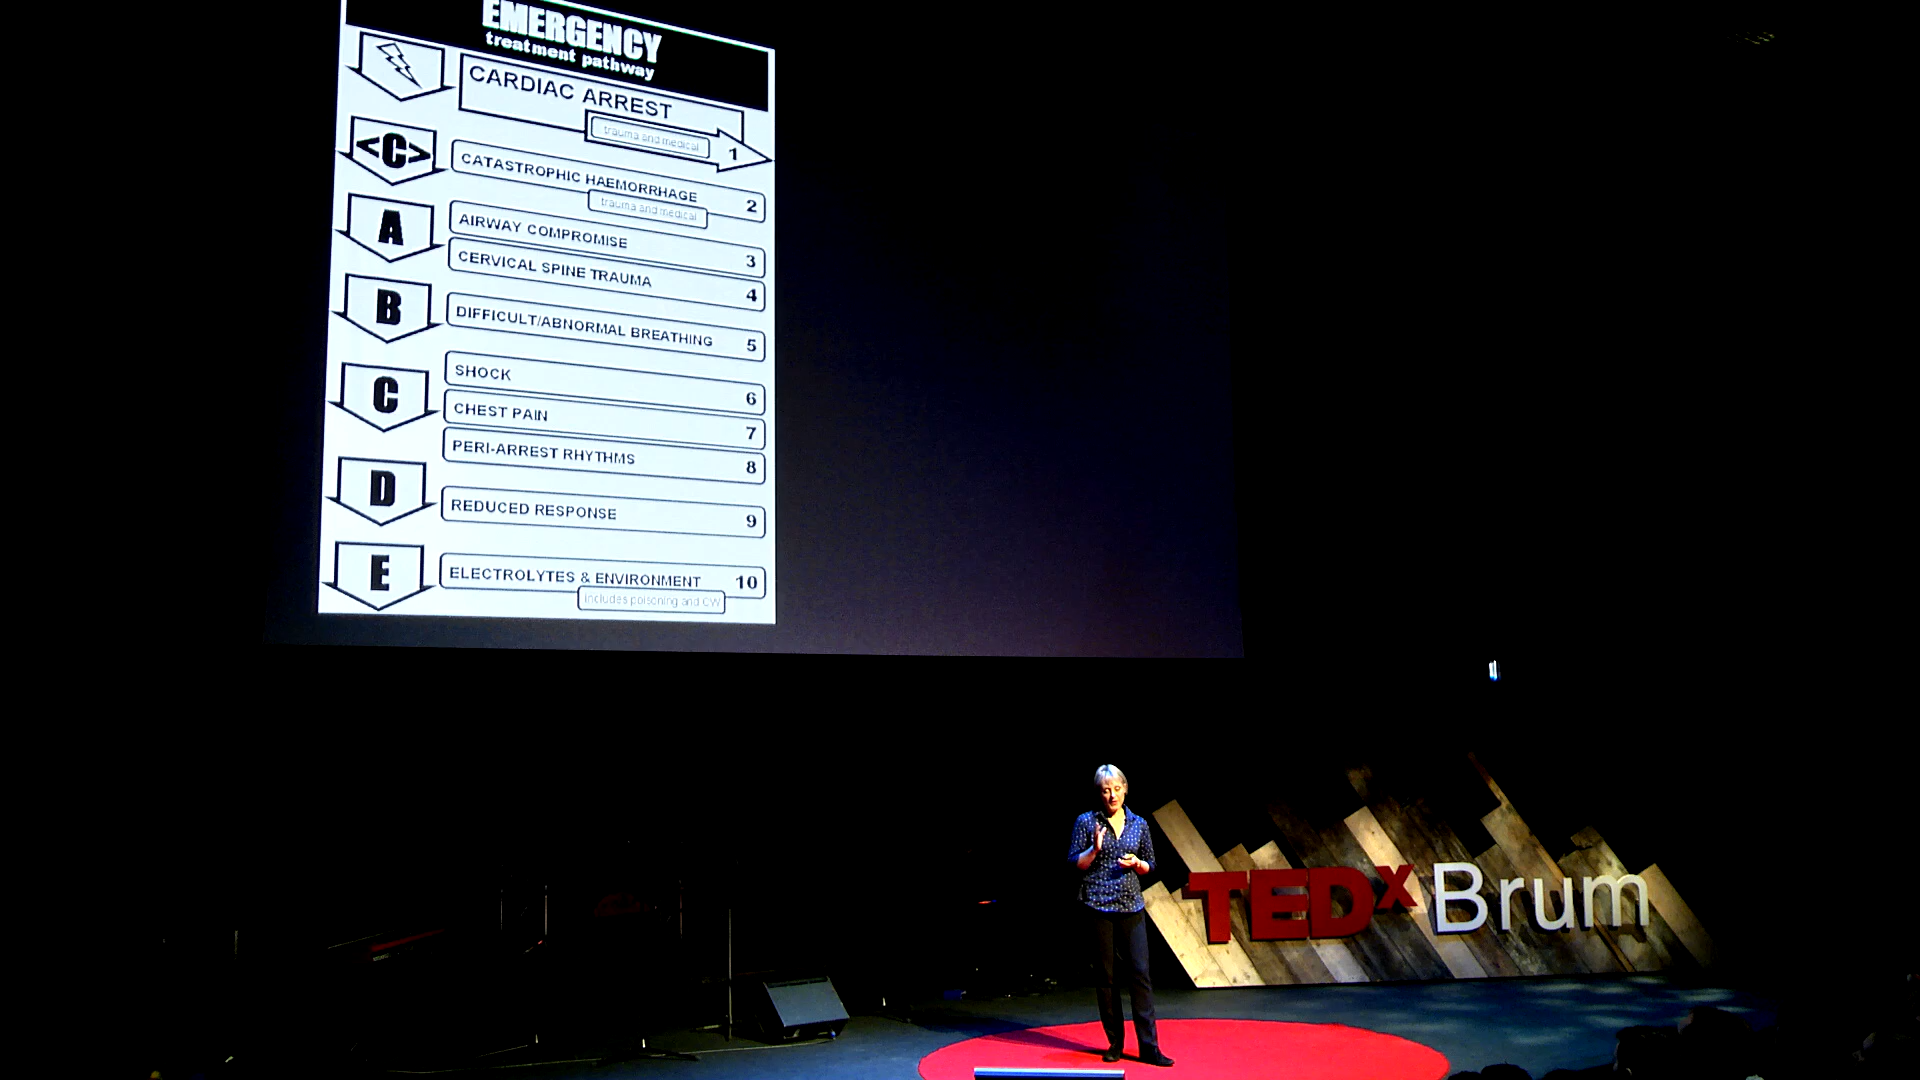 EMERGENCY
treatment pathway
CARDIAC ARREST
trauma and medical
1
<C>
CATASTROPHIC HAEMORRHAGE 2
trauma and medical
A
AIRWAY COMPROMISE 3
CERVICAL SPINE TRAUMA 4
B
DIFFICULT/ABNORMAL BREATHING 5
C
SHOCK 6
CHEST PAIN 7
PERI-ARREST RHYTHMS 8
D
REDUCED RESPONSE 9
E
ELECTROLYTES & ENVIRONMENT 10
includes poisoning and CW
TEDx Brum